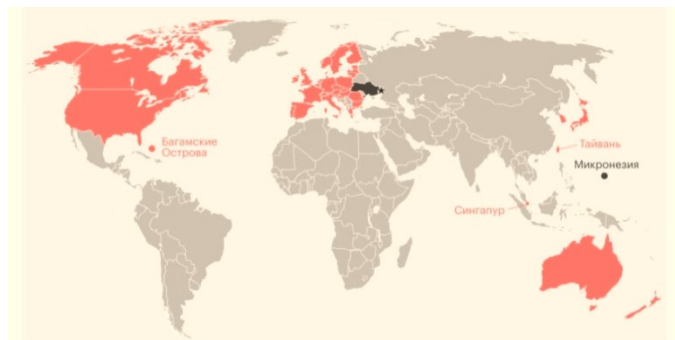 Багамские
Острова
Тайвань
Микронезия
Сингапур